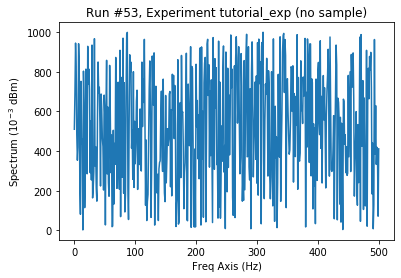 Run #53, Experiment tutorial_exp (no sample)
1000
800
600
400
200
0
Spectrum (10⁻³ dBm)
0 100 200 300 400 500
Freq Axis (Hz)